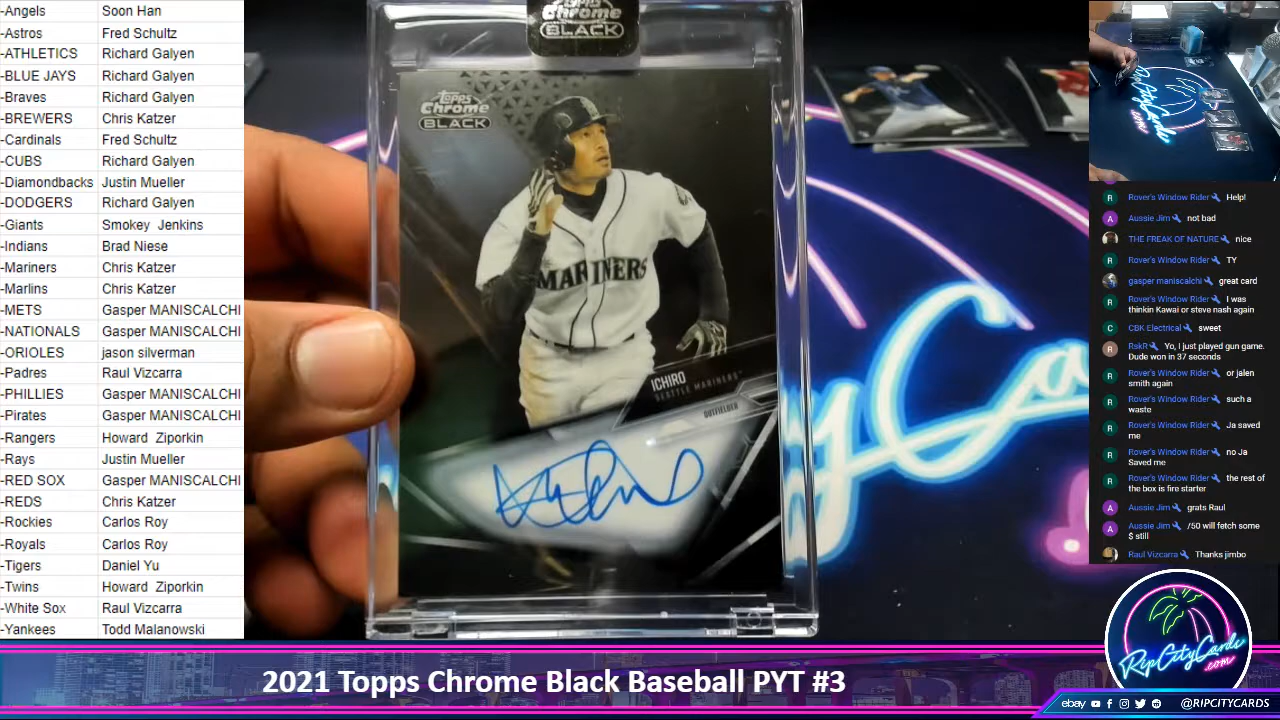 -Angels Soon Han
-Astros Fred Schultz
-ATHLETICS Richard Galyen
-BLUE JAYS Richard Galyen
-Braves Richard Galyen
-BREWERS Chris Katzer
-Cardinals Fred Schultz
-CUBS Richard Galyen
-Diamondbacks Justin Mueller
-DODGERS Richard Galyen
-Giants Smokey Jenkins
-Indians Brad Niese
-Mariners Chris Katzer
-Marlins Chris Katzer
-METS Gasper MANISCALCHI
-NATIONALS Gasper MANISCALCHI
-ORIOLES jason silverman
-Padres Raul Vizcarra
-PHILLIES Gasper MANISCALCHI
-Pirates Gasper MANISCALCHI
-Rangers Howard Ziporkin
-Rays Justin Mueller
-RED SOX Gasper MANISCALCHI
-REDS Chris Katzer
-Rockies Carlos Roy
-Royals Carlos Roy
-Tigers Daniel Yu
-Twins Howard Ziporkin
-White Sox Raul Vizcarra
-Yankees Todd Malanowski
Topps
Chrome
BLACK
Topps
Chrome
BLACK
MARINERS
ICHIRO
SEATTLE MARINERS
OUTFIELDER
R Rover's Window Rider Help!
A Aussie Jim not bad
THE FREAK OF NATURE nice
R Rover's Window Rider TY
gasper maniscalchi great card
R Rover's Window Rider I was
thinkin Kawai or steve nash again
C CBK Electrical sweet
R RskR Yo, I just played gun game.
Dude won in 37 seconds
R Rover's Window Rider or jalen
smith again
R Rover's Window Rider such a
waste
R Rover's Window Rider Ja saved
me
R Rover's Window Rider no Ja
Saved me
R Rover's Window Rider the rest of
the box is fire starter
A Aussie Jim grats Raul
A Aussie Jim /50 will fetch some
$ still
Raul Vizcarra Thanks jimbo
RipCityCards
.com
2021 Topps Chrome Black Baseball PYT #3
ebay @RIPCITYCARDS